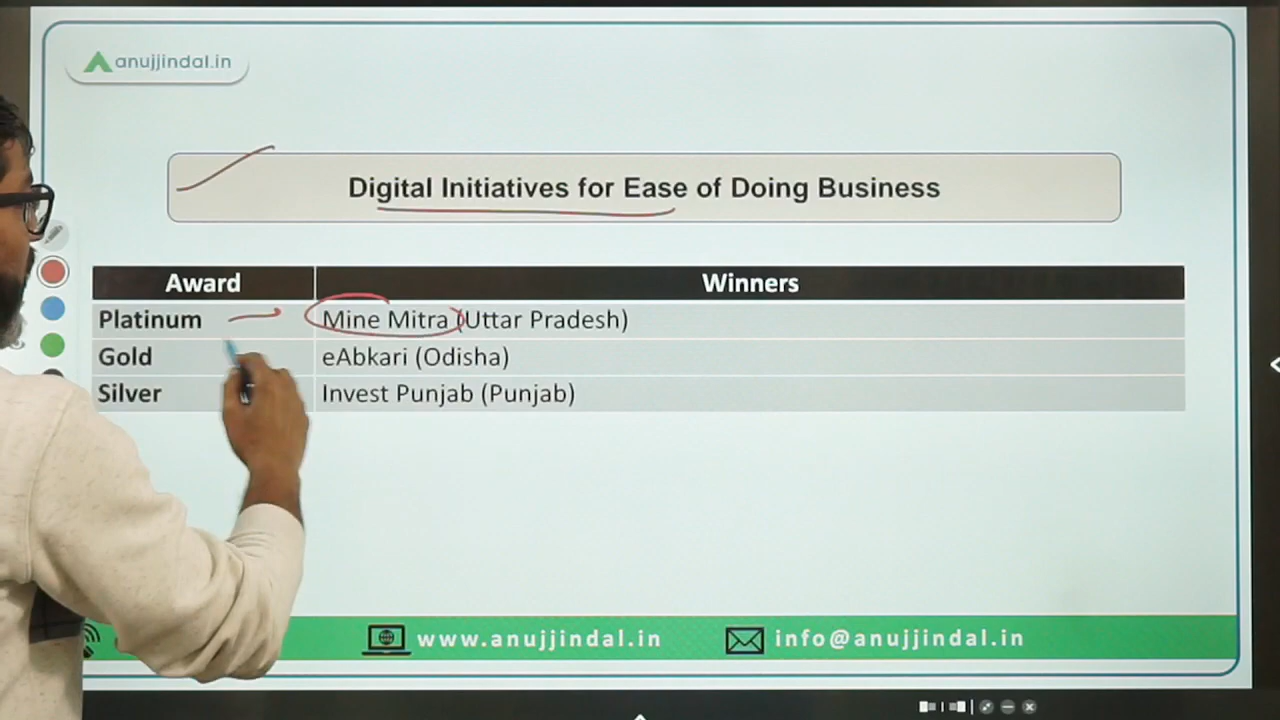 anujjindal.in
Digital Initiatives for Ease of Doing Business
Award Winners
Platinum Mine Mitra (Uttar Pradesh)
Gold eAbkari (Odisha)
Silver Invest Punjab (Punjab)
www.anujjindal.in info@anujjindal.in